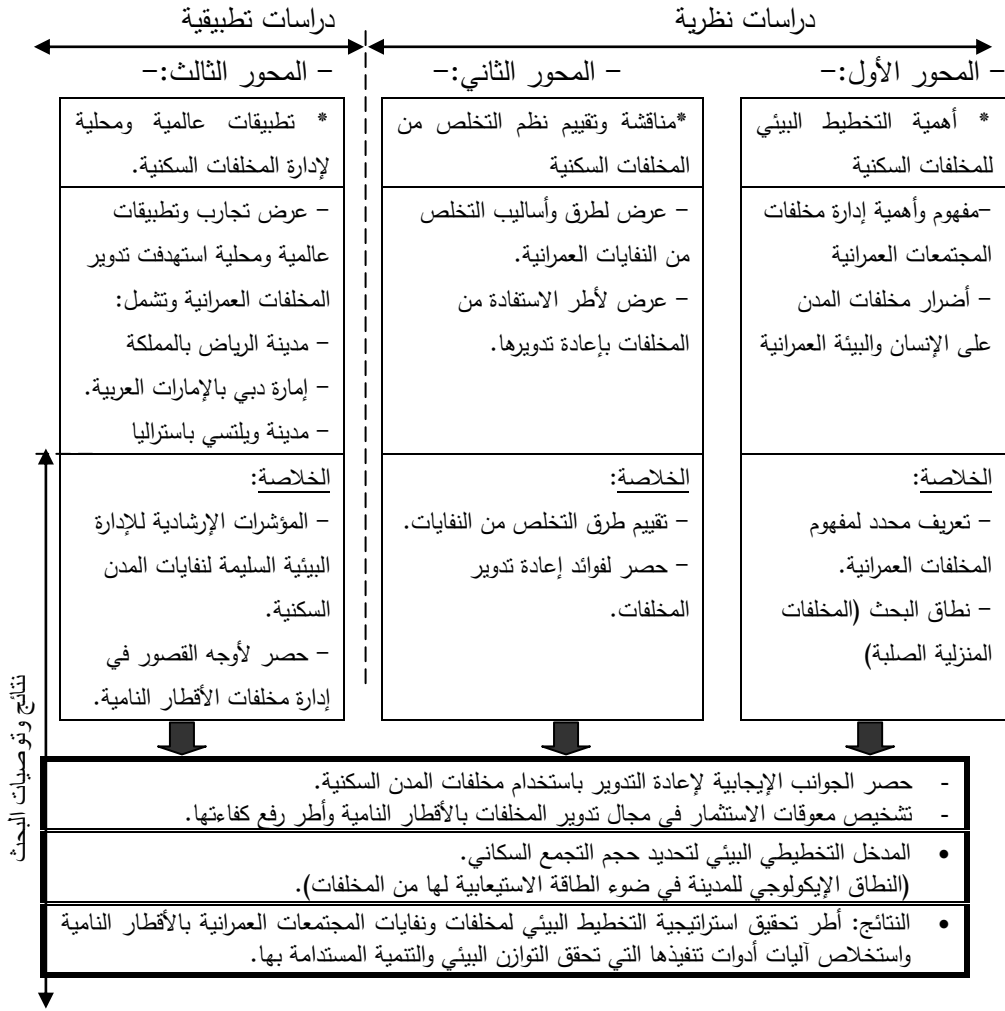 دراسات نظرية
دراسات تطبيقية
– المحور الأول:–
* أهمية التخطيط البيئي
للمخلفات السكنية
–مفهوم وأهمية إدارة مخلفات
المجتمعات العمرانية
– أضرار مخلفات المدن
على الإنسان والبيئة العمرانية
الخلاصة:
– تعريف محدد لمفهوم
المخلفات العمرانية.
– نطاق البحث (المخلفات
المنزلية الصلبة)
– المحور الثاني:–
*مناقشة وتقييم نظم التخلص من
المخلفات السكنية
– عرض لطرق وأساليب التخلص
من النفايات العمرانية.
– عرض لأطر الاستفادة من
المخلفات بإعادة تدويرها.
الخلاصة:
– تقييم طرق التخلص من النفايات.
– حصر لفوائد إعادة تدوير
المخلفات.
– المحور الثالث:–
* تطبيقات عالمية ومحلية
لإدارة المخلفات السكنية.
– عرض تجارب وتطبيقات
عالمية ومحلية استهدفت تدوير
المخلفات العمرانية وتشمل:
– مدينة الرياض بالمملكة
– إمارة دبي بالإمارات العربية.
– مدينة ويلتسي باستراليا
الخلاصة:
– المؤشرات الإرشادية للإدارة
البيئية السليمة لنفايات المدن
السكنية.
– حصر لأوجه القصور في
إدارة مخلفات الأقطار النامية.
- حصر الجوانب الإيجابية لإعادة التدوير باستخدام مخلفات المدن السكنية.
- تشخيص معوقات الاستثمار في مجال تدوير المخلفات بالأقطار النامية وأطر رفع كفاءتها.
• المدخل التخطيطي البيئي لتحديد حجم التجمع السكاني.
(النطاق الإيكولوجي للمدينة في ضوء الطاقة الاستيعابية لها من المخلفات).
• النتائج: أطر تحقيق استراتيجية التخطيط البيئي لمخلفات ونفايات المجتمعات العمرانية بالأقطار النامية
واستخلاص آليات أدوات تنفيذها التي تحقق التوازن البيئي والتنمية المستدامة بها.
نتائج وتوصيات البحث